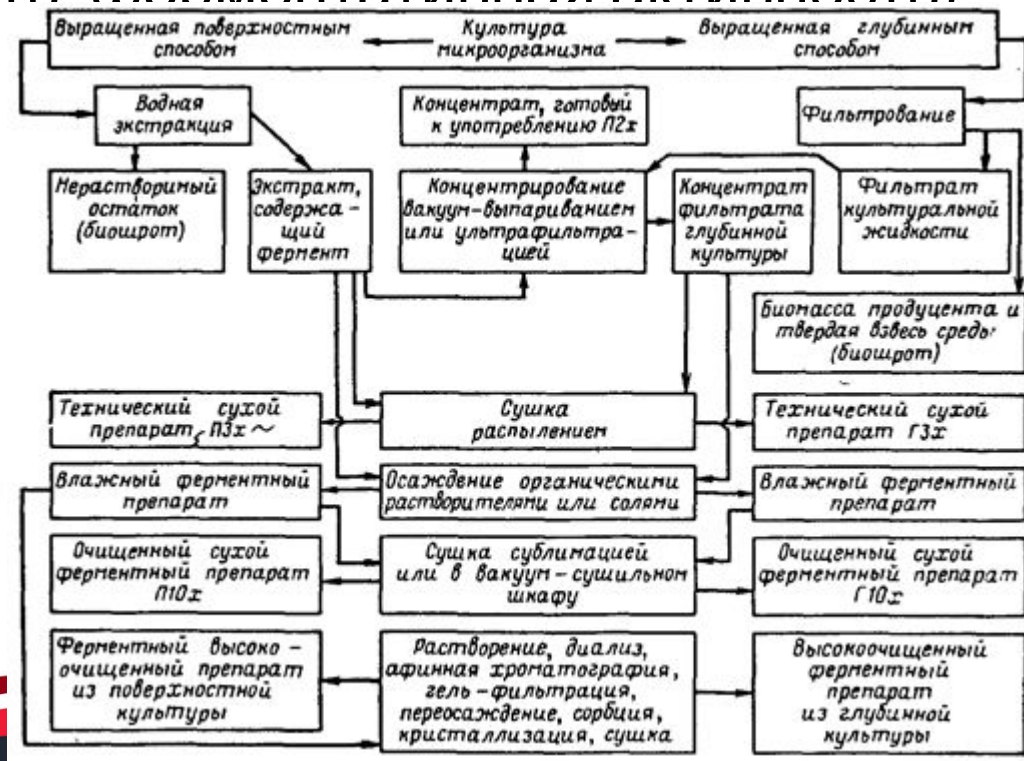 Выращенная поверхностным
способом
Культура
микроорганизма
Выращенная глубинным
способом
Водная
экстракция
Концентрат, готовый
к употреблению П2х
Фильтрование
Нерастворимый
остаток
(биошрот)
Экстракт,
содержа-
щий
фермент
Концентрирование
вакуум-выпариванием
или ультрафильтра-
цией
Концентрат
фильтрата
глубинной
культуры
Фильтрат
культуральной
жидкости
Биомасса продуцента и
твердая взвесь среды
(биошрот)
Технический сухой
препарат П3х
Сушка
распылением
Технический сухой
препарат Г3х
Влажный ферментный
препарат
Осаждение органическими
растворителями или солями
Влажный ферментный
препарат
Очищенный сухой
ферментный препарат
П10х
Сушка сублимацией
или в вакуум-сушильном
шкафу
Очищенный сухой
ферментный препарат
Г10х
Ферментный высоко-
очищенный препарат
из поверхностной
культуры
Растворение, диализ,
афинная хроматография,
гель-фильтрация,
переосаждение, сорбция,
кристаллизация, сушка
Высокоочищенный
ферментный
препарат
из глубинной
культуры